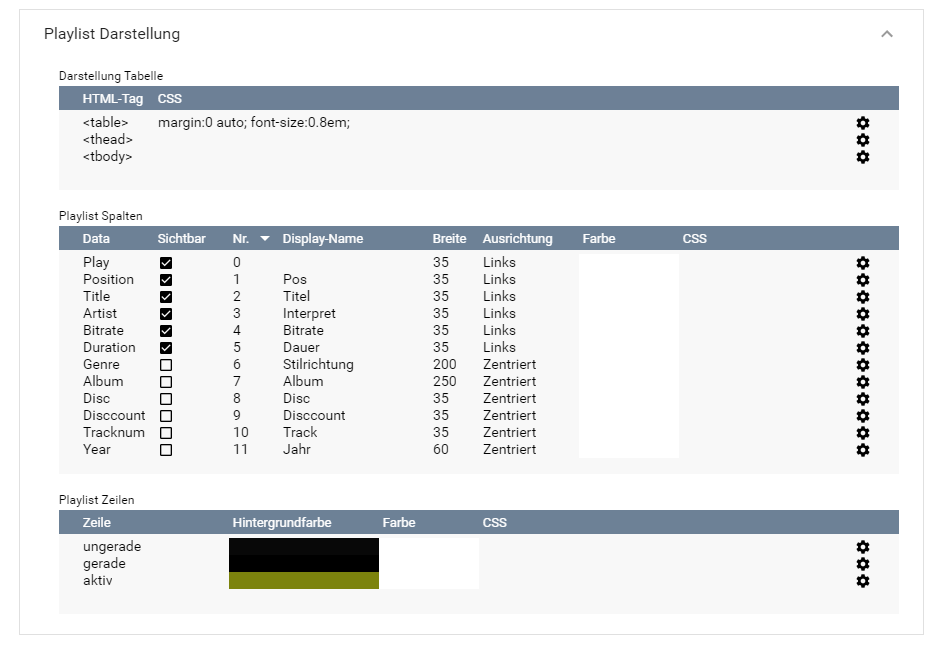 Playlist Darstellung
Darstellung Tabelle
HTML-Tag CSS
<table> margin:0 auto; font-size:0.8em;
<thead>
<tbody>
Playlist Spalten
Data Sichtbar Nr. Display-Name Breite Ausrichtung Farbe CSS
Play 0 35 Links
Position 1 Pos 35 Links
Title 2 Titel 35 Links
Artist 3 Interpret 35 Links
Bitrate 4 Bitrate 35 Links
Duration 5 Dauer 35 Links
Genre 6 Stilrichtung 200 Zentriert
Album 7 Album 250 Zentriert
Disc 8 Disc 35 Zentriert
Disccount 9 Disccount 35 Zentriert
Tracknum 10 Track 35 Zentriert
Year 11 Jahr 60 Zentriert
Playlist Zeilen
Zeile Hintergrundfarbe Farbe CSS
ungerade
gerade
aktiv